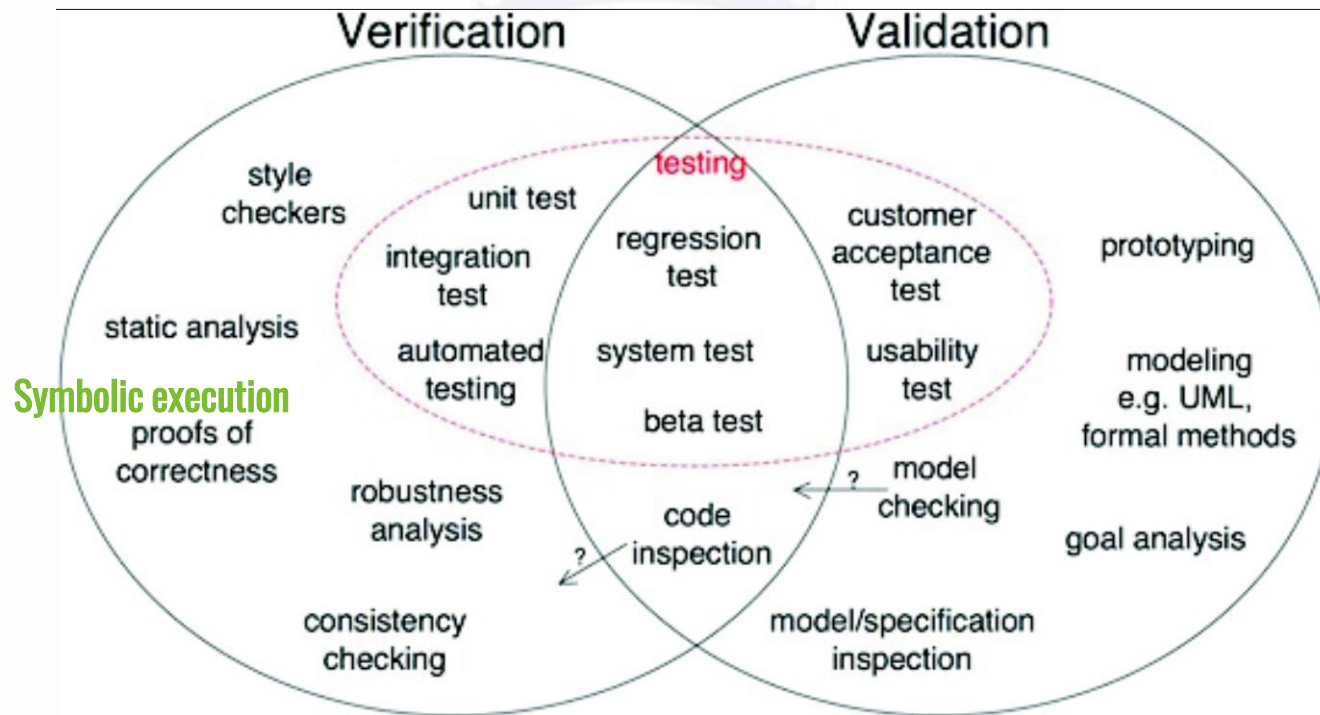 Verification
Validation
testing
style
checkers
unit test
integration
test
automated
testing
static analysis
Symbolic execution
proofs of
correctness
robustness
analysis
consistency
checking
regression
test
system test
beta test
code
inspection
?
customer
acceptance
test
usability
test
?
model
checking
model/specification
inspection
prototyping
modeling
e.g. UML,
formal methods
goal analysis